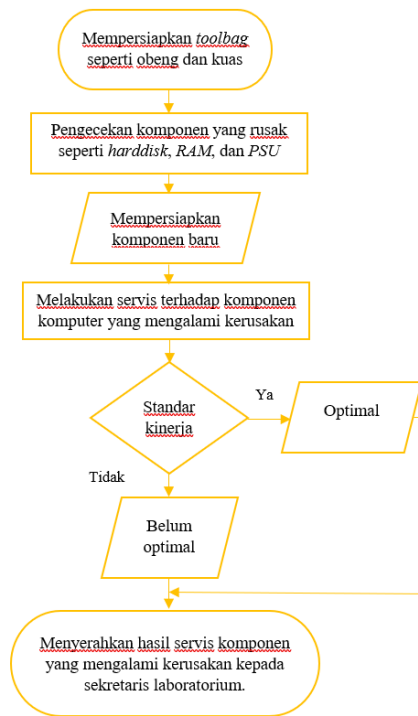 Mempersiapkan toolbag
seperti obeng dan kuas
Pengecekan komponen yang rusak
seperti harddisk, RAM, dan PSU
Mempersiapkan
komponen baru
Melakukan servis terhadap komponen
komputer yang mengalami kerusakan
Standar
kinerja
Ya
Optimal
Tidak
Belum
optimal
Menyerahkan hasil servis komponen
yang mengalami kerusakan kepada
sekretaris laboratorium.